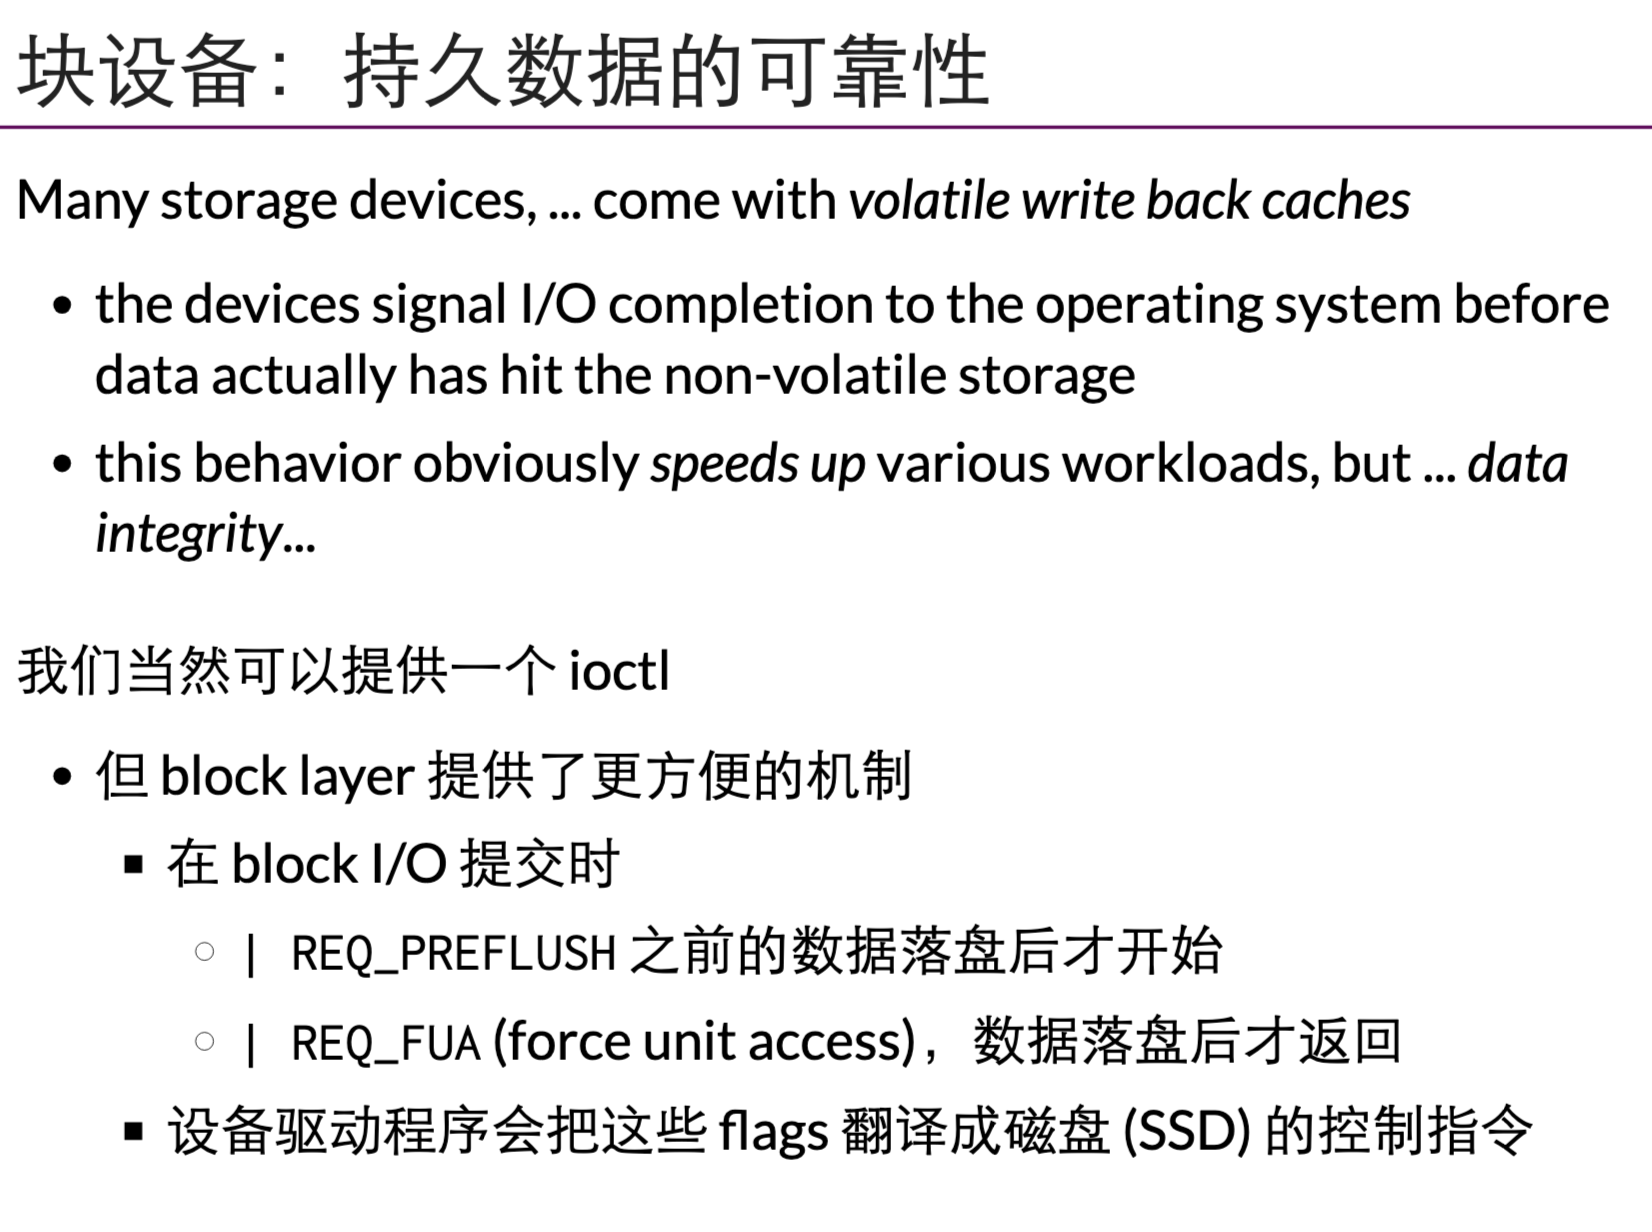 块设备：持久数据的可靠性
Many storage devices, ... come with volatile write back caches
• the devices signal I/O completion to the operating system before
data actually has hit the non-volatile storage
• this behavior obviously speeds up various workloads, but ... data
integrity...
我们当然可以提供一个 ioctl
• 但 block layer 提供了更方便的机制
▪ 在 block I/O 提交时
○ | REQ_PREFLUSH 之前的数据落盘后才开始
○ | REQ_FUA (force unit access)，数据落盘后才返回
▪ 设备驱动程序会把这些 flags 翻译成磁盘 (SSD) 的控制指令